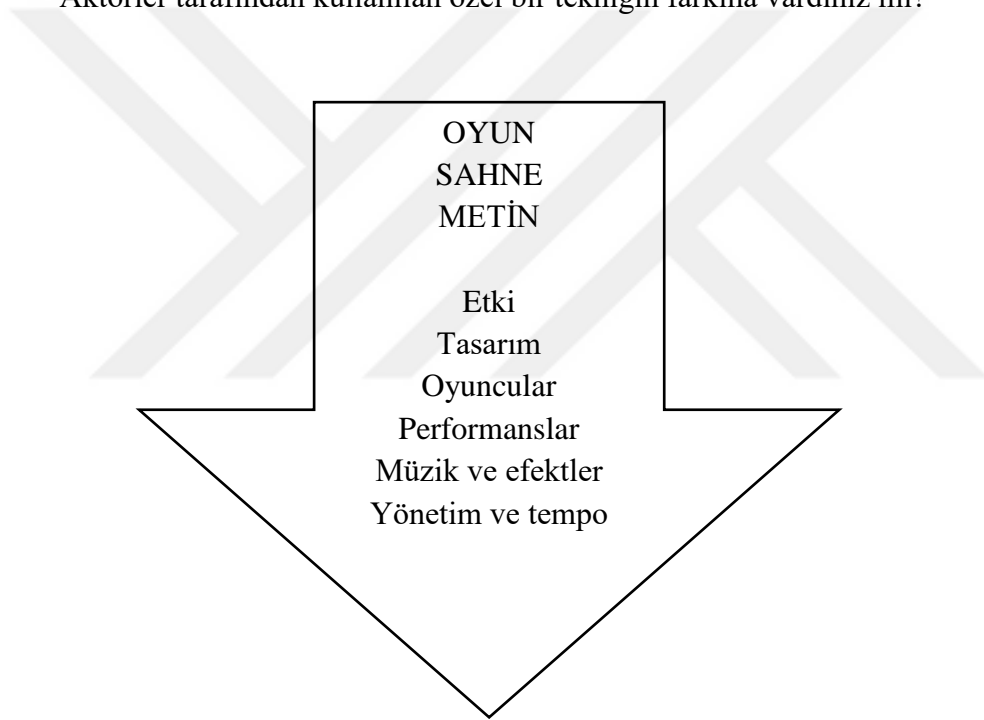 Aktörler tarafından kullanılan özel bir tekniğin farkına vardınız mı?
OYUN
SAHNE
METİN
Etki
Tasarım
Oyuncular
Performanslar
Müzik ve efektler
Yönetim ve tempo